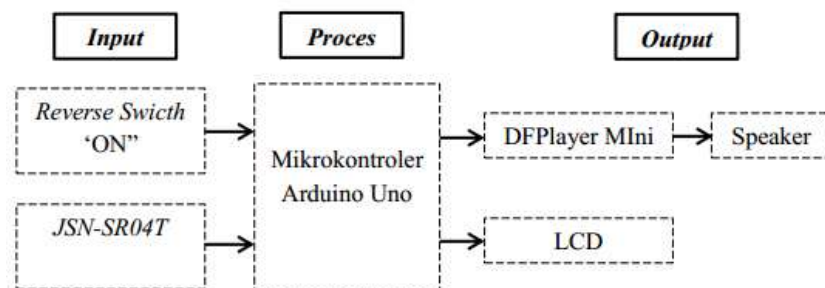 Input
Proces
Output
Reverse Swicth
‘ON”
JSN-SR04T
Mikrokontroler
Arduino Uno
DFPlayer MIni
Speaker
LCD